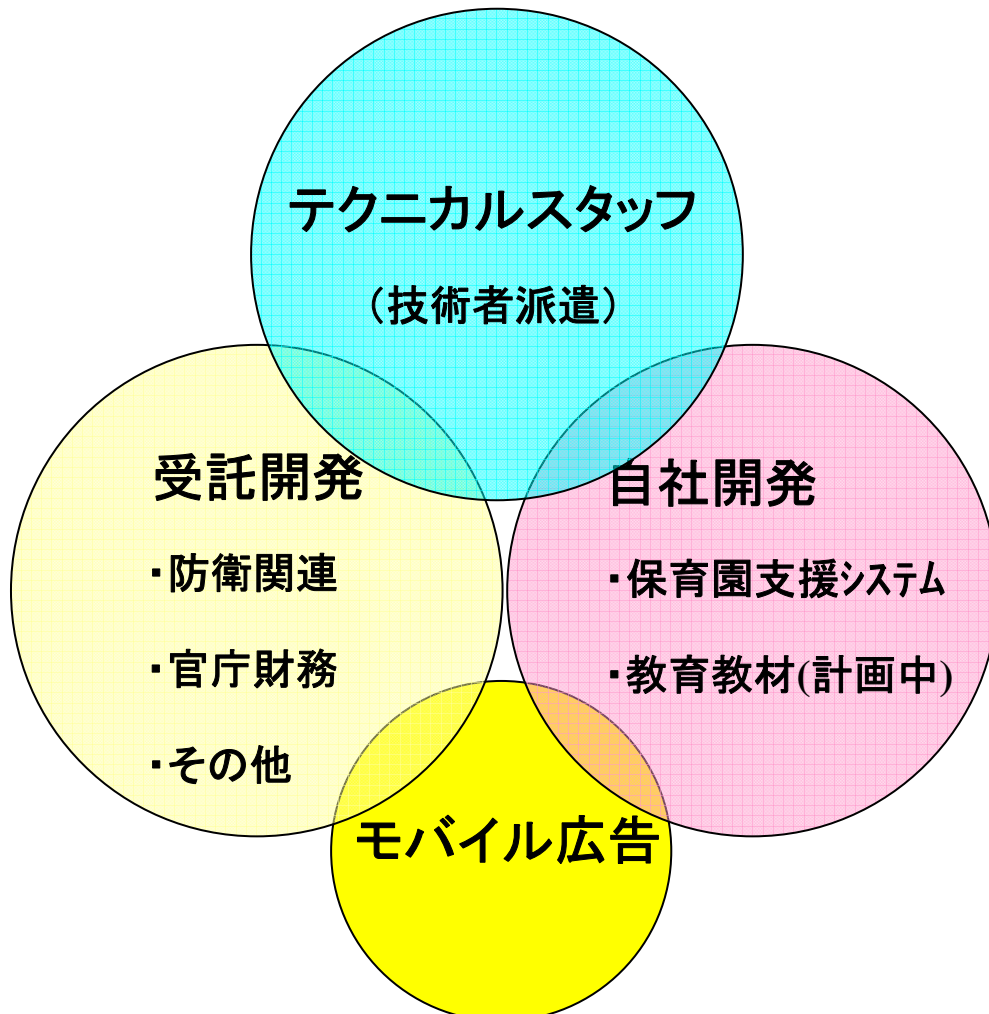 テクニカルスタッフ
（技術者派遣）
受託開発
・防衛関連
・官庁財務
・その他
自社開発
・保育園支援ｼｽﾃﾑ
・教育教材(計画中)
モバイル広告